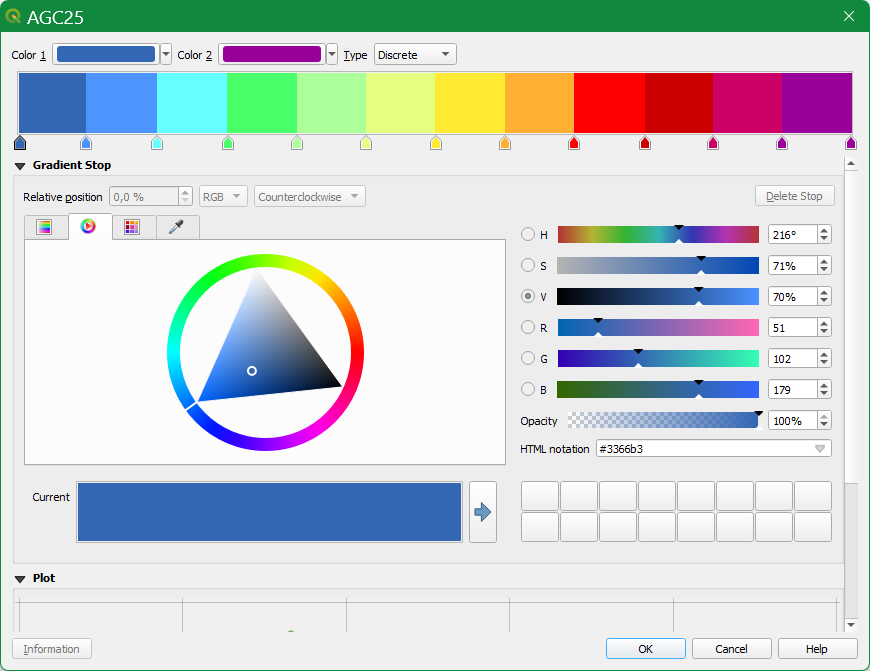 AGC25
Color 1 Color 2 Type Discrete
Gradient Stop
Relative position 0,0 % RGB Counterclockwise Delete Stop
H 216°
S 71%
V 70%
R 51
G 102
B 179
Opacity 100%
HTML notation #3366b3
Current
Plot
Information OK Cancel Help